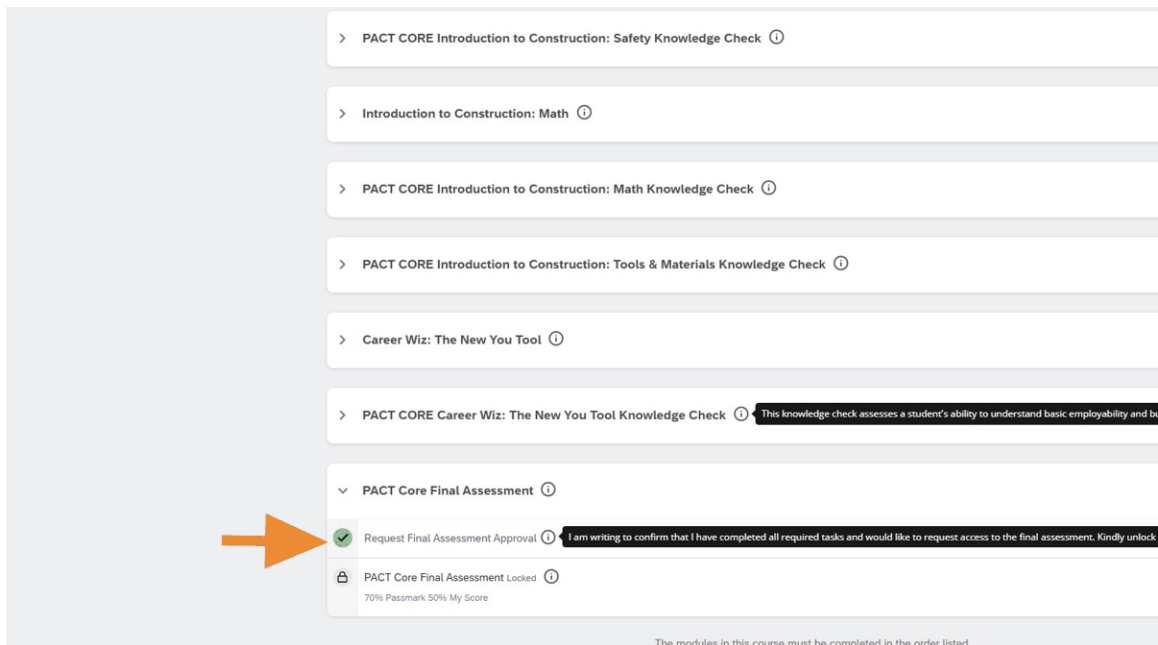 PACT CORE Introduction to Construction: Safety Knowledge Check
Introduction to Construction: Math
PACT CORE Introduction to Construction: Math Knowledge Check
PACT CORE Introduction to Construction: Tools & Materials Knowledge Check
Career Wiz: The New You Tool
PACT CORE Career Wiz: The New You Tool Knowledge Check This knowledge check assesses a student's ability to understand basic employability and
PACT Core Final Assessment
Request Final Assessment Approval I am writing to confirm that I have completed all required tasks and would like to request access to the final assessment. Kindly unlock
PACT Core Final Assessment Locked
70% Passmark 50% My Score
The modules in this course must be completed in the order listed